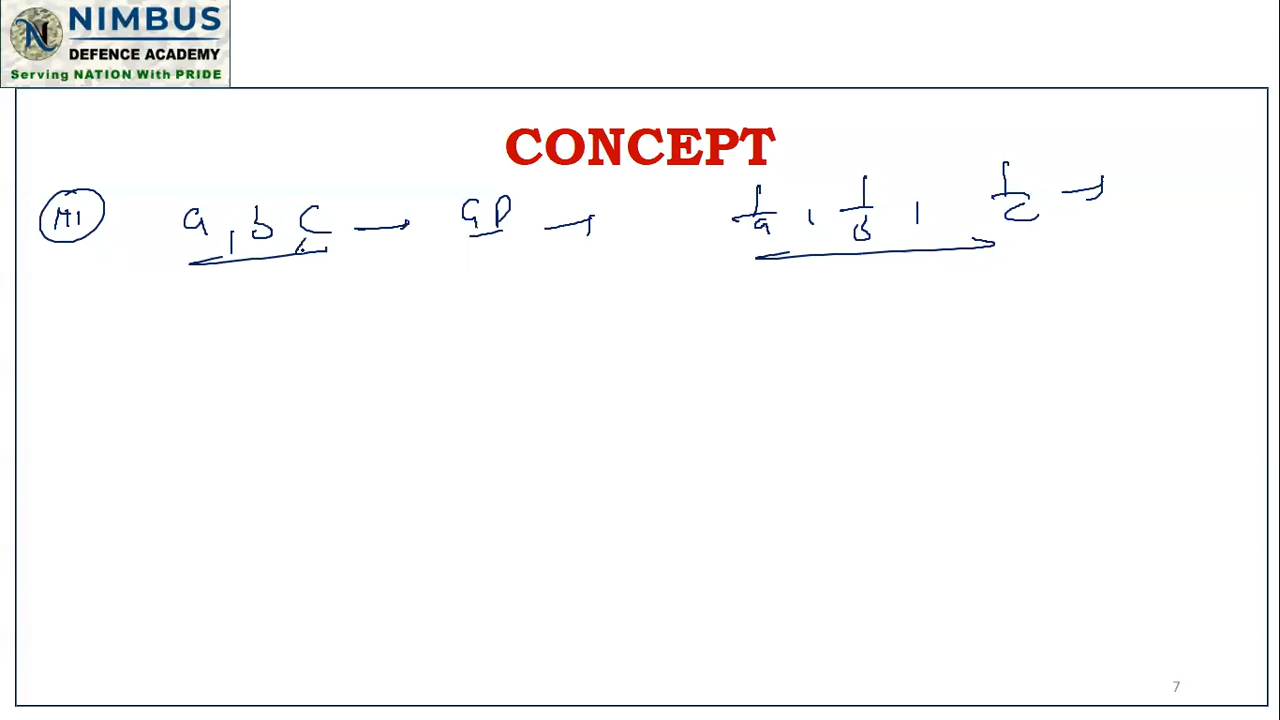 NIMBUS
DEFENCE ACADEMY
Serving NATION With PRIDE
CONCEPT
M1 a, b, c → GP → 1/a, 1/b, 1/c →
7